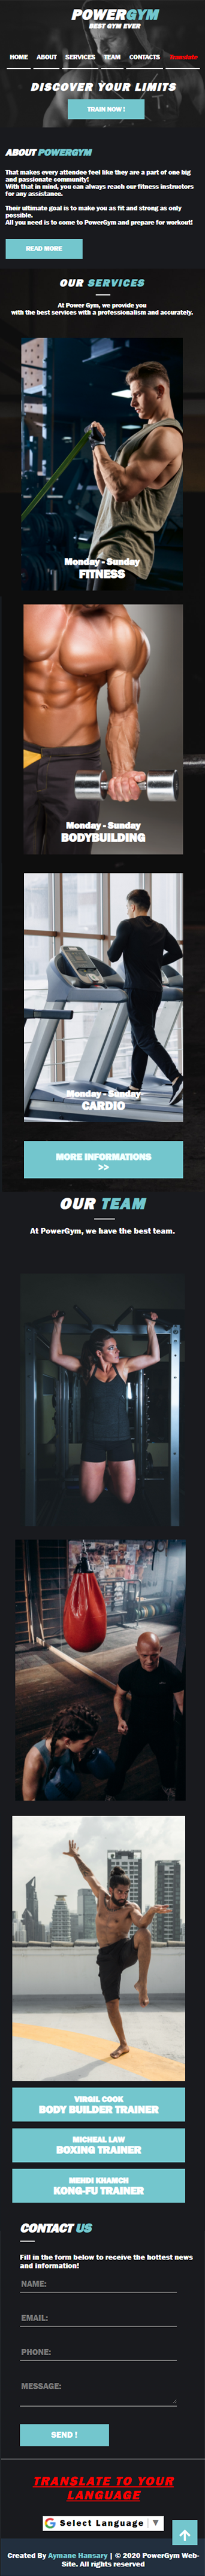 POWERGYM
BEST GYM EVER
HOME ABOUT SERVICES TEAM CONTACTS Translate
DISCOVER YOUR LIMITS
TRAIN NOW !
ABOUT POWERGYM
That makes every attendee feel like they are a part of one big
and passionate community!
With that in mind, you can always reach our fitness instructors
for any assistance.
Their ultimate goal is to make you as fit and strong as only
possible.
All you need is to come to PowerGym and prepare for workout!
READ MORE
OUR SERVICES
At Power Gym, we provide you
with the best services with a professionalism and accurately.
Monday - Sunday
FITNESS
Monday - Sunday
BODYBUILDING
Monday - Sunday
CARDIO
MORE INFORMATIONS
>>
OUR TEAM
At PowerGym, we have the best team.
VIRGIL COOK
BODY BUILDER TRAINER
MICHEAL LAW
BOXING TRAINER
MEHDI KHAMCH
KONG-FU TRAINER
CONTACT US
Fill in the form below to receive the hottest news
and information!
NAME:
EMAIL:
PHONE:
MESSAGE:
SEND !
TRANSLATE TO YOUR
LANGUAGE
G Select Language ▼
Created By Aymane Hansary | © 2020 PowerGym Web-
Site. All rights reserved